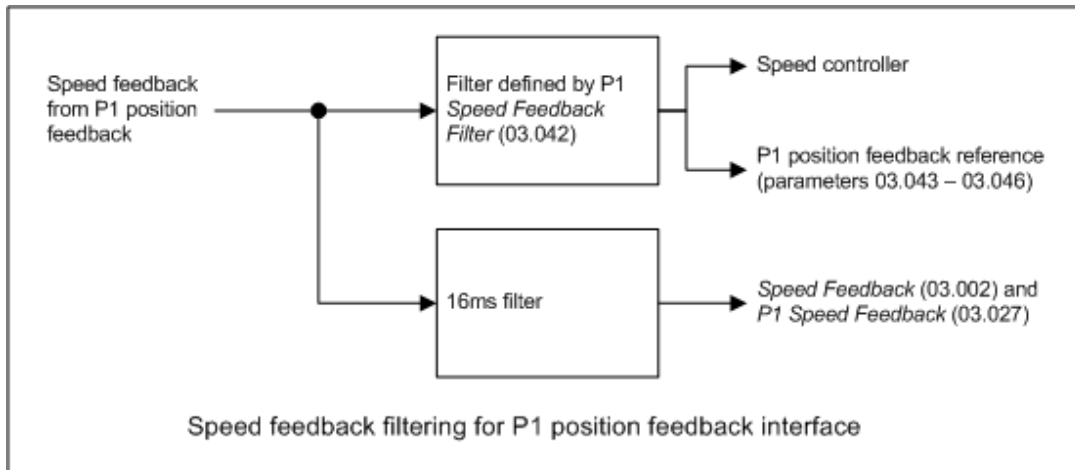 Speed feedback
from P1 position
feedback
Filter defined by P1
Speed Feedback
Filter (03.042)
Speed controller
P1 position feedback reference
(parameters 03.043 – 03.046)
16ms filter
Speed Feedback (03.002) and
P1 Speed Feedback (03.027)
Speed feedback filtering for P1 position feedback interface